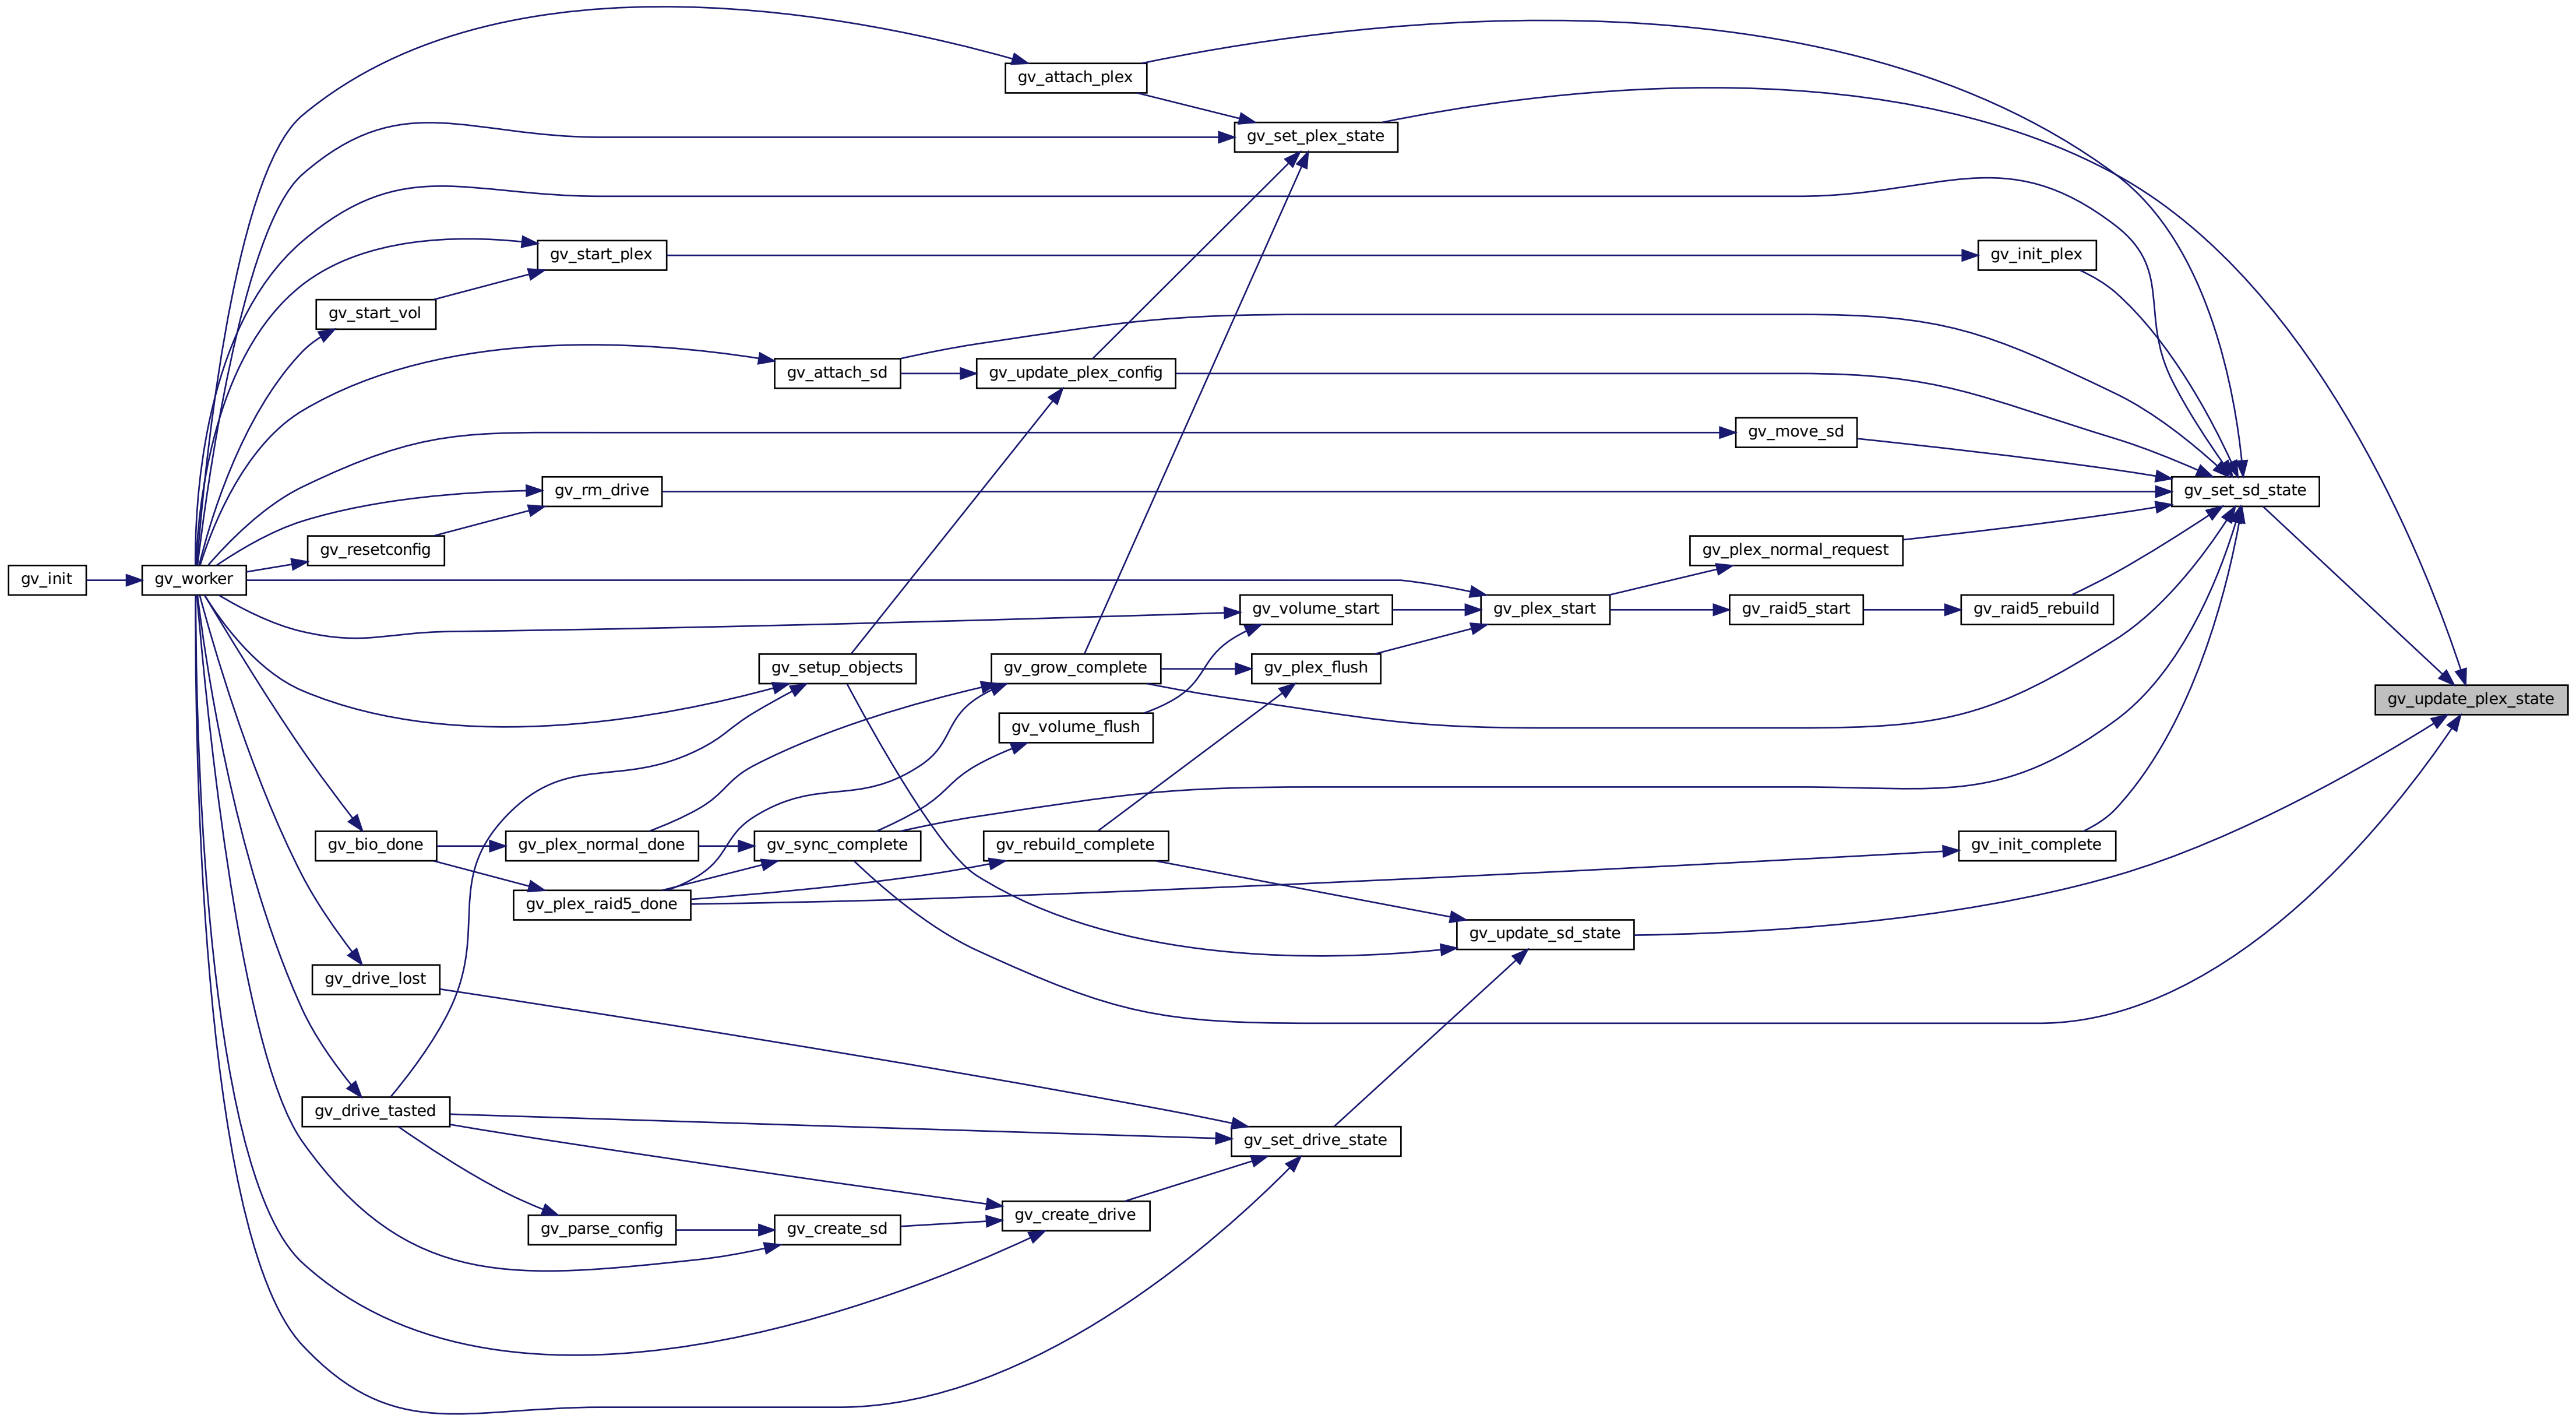 gv_attach_plex
gv_set_plex_state
gv_start_plex
gv_init_plex
gv_start_vol
gv_attach_sd
gv_update_plex_config
gv_move_sd
gv_rm_drive
gv_set_sd_state
gv_resetconfig
gv_plex_normal_request
gv_init
gv_worker
gv_volume_start
gv_plex_start
gv_raid5_start
gv_raid5_rebuild
gv_setup_objects
gv_grow_complete
gv_plex_flush
gv_update_plex_state
gv_volume_flush
gv_bio_done
gv_plex_normal_done
gv_sync_complete
gv_rebuild_complete
gv_init_complete
gv_plex_raid5_done
gv_update_sd_state
gv_drive_lost
gv_drive_tasted
gv_set_drive_state
gv_create_drive
gv_parse_config
gv_create_sd